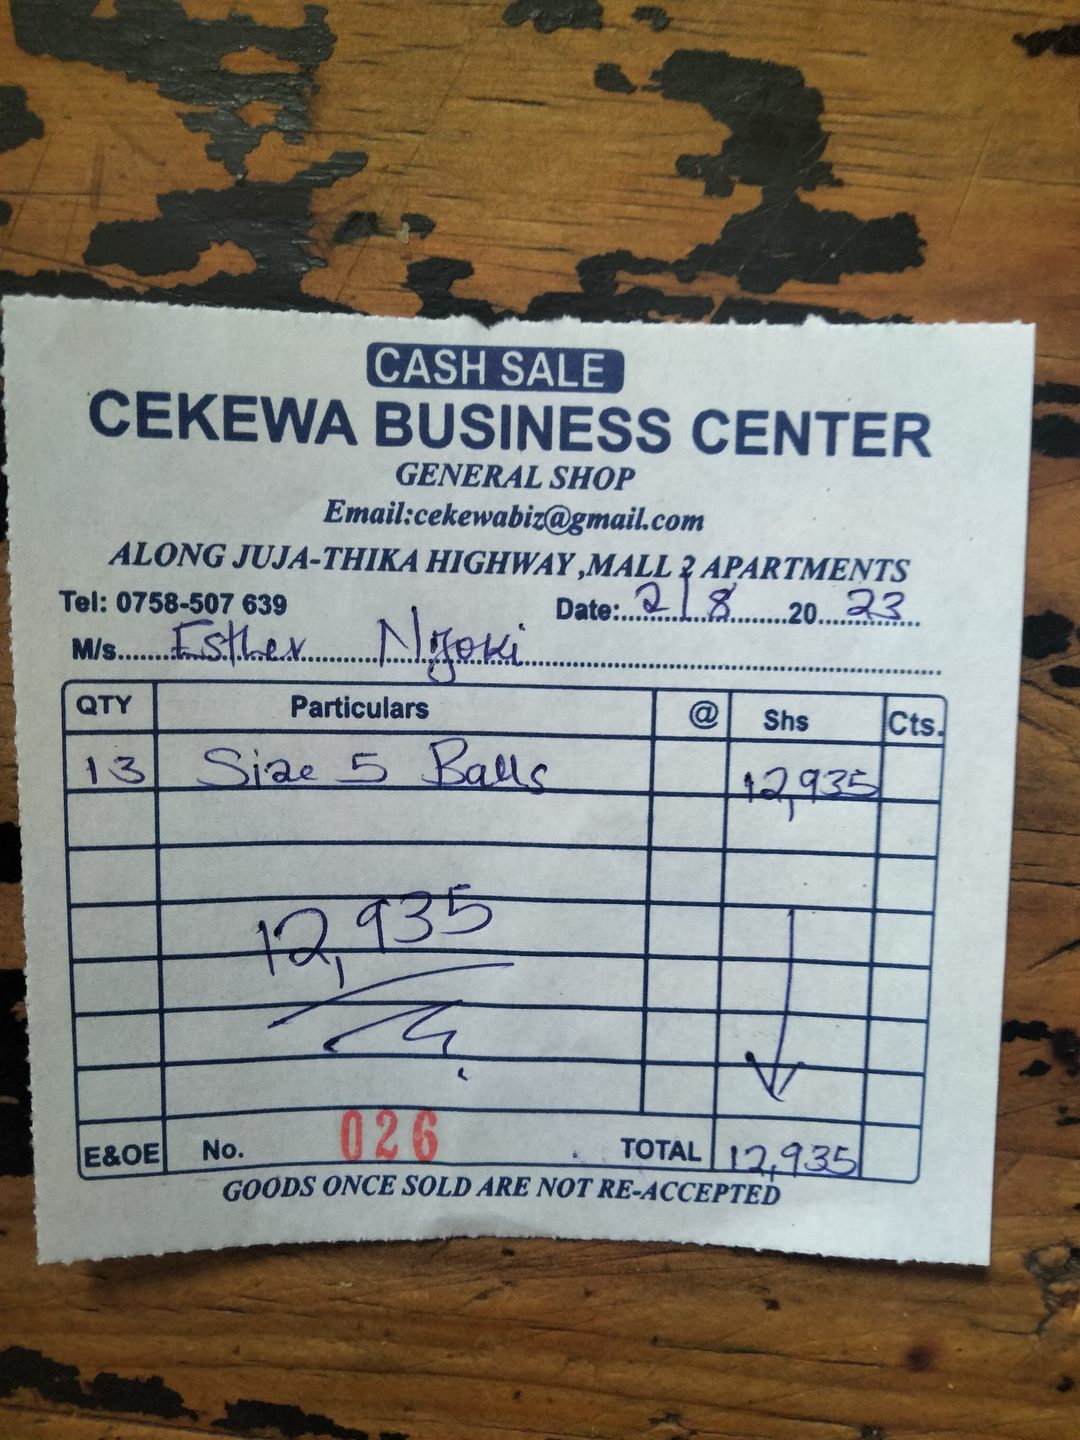 CASH SALE
CEKEWA BUSINESS CENTER
GENERAL SHOP
Email:cekewabiz@gmail.com
ALONG JUJA-THIKA HIGHWAY ,MALL 2 APARTMENTS
Tel: 0758-507 639 Date:..2|8......20...23...
M/s......Esther Njoki......
QTY Particulars @ Shs Cts.
13 Size 5 Balls 12,935
12,935
E&OE No. 026 TOTAL 12,935
GOODS ONCE SOLD ARE NOT RE-ACCEPTED